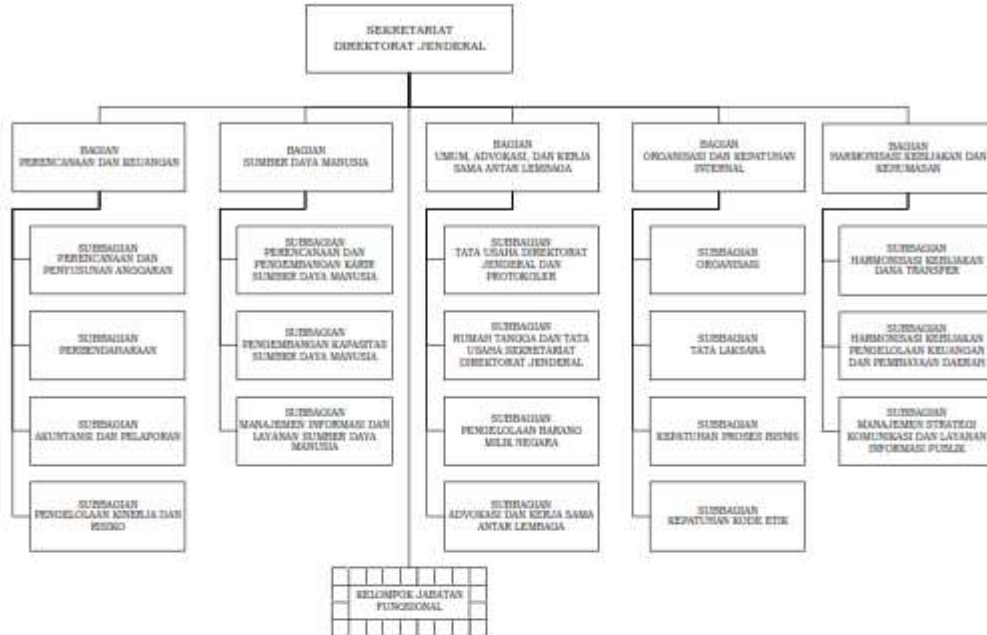 SEKRETARIAT
DIREKTORAT JENDERAL
BAGIAN
PERENCANAAN DAN KEUANGAN
BAGIAN
SUMBER DAYA MANUSIA
BAGIAN
UMUM, ADVOKASI, DAN KERJA
SAMA ANTAR LEMBAGA
BAGIAN
ORGANISASI DAN KEPATUHAN
INTERNAL
BAGIAN
HARMONISASI KEBIJAKAN DAN
KEHUMASAN
SUBBAGIAN
PERENCANAAN DAN
PENYUSUNAN ANGGARAN
SUBBAGIAN
PERENCANAAN DAN
PENGEMBANGAN KARIR
SUMBER DAYA MANUSIA
SUBBAGIAN
TATA USAHA DIREKTORAT
JENDERAL DAN
PROTOKOLER
SUBBAGIAN
ORGANISASI
SUBBAGIAN
HARMONISASI KEBIJAKAN
DANA TRANSFER
SUBBAGIAN
PERBENDAHARAAN
SUBBAGIAN
PENGEMBANGAN KAPASITAS
SUMBER DAYA MANUSIA
SUBBAGIAN
RUMAH TANGGA DAN TATA
USAHA SEKRETARIAT
DIREKTORAT JENDERAL
SUBBAGIAN
TATA LAKSANA
SUBBAGIAN
HARMONISASI KEBIJAKAN
PENGELOLAAN KEUANGAN
DAN PEMBIAYAAN DAERAH
SUBBAGIAN
AKUNTANSI DAN PELAPORAN
SUBBAGIAN
MANAJEMEN INFORMASI DAN
LAYANAN SUMBER DAYA
MANUSIA
SUBBAGIAN
PENGELOLAAN BARANG
MILIK NEGARA
SUBBAGIAN
KEPATUHAN PROSES BISNIS
SUBBAGIAN
MANAJEMEN STRATEGI
KOMUNIKASI DAN LAYANAN
INFORMASI PUBLIK
SUBBAGIAN
PENGELOLAAN KINERJA DAN
RISIKO
SUBBAGIAN
ADVOKASI DAN KERJA SAMA
ANTAR LEMBAGA
SUBBAGIAN
KEPATUHAN KODE ETIK
KELOMPOK JABATAN
FUNGSIONAL